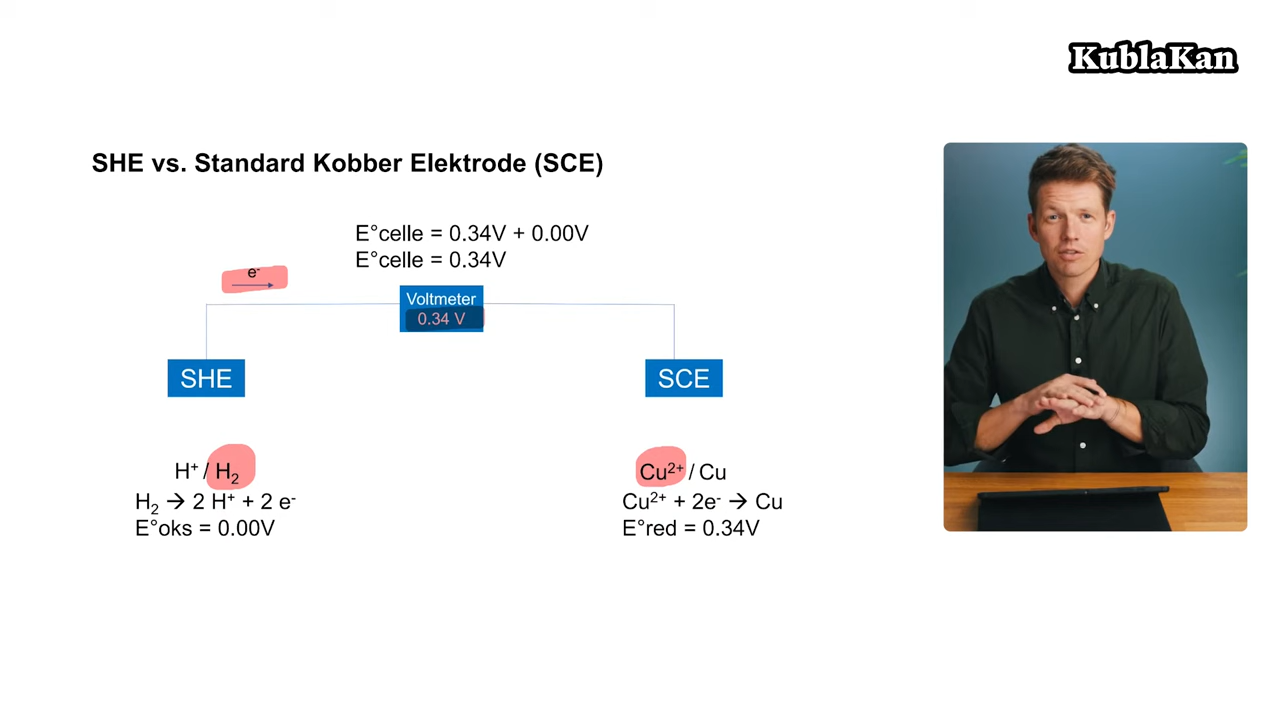 KublaKan
SHE vs. Standard Kobber Elektrode (SCE)
E°celle = 0.34V + 0.00V
E°celle = 0.34V
e⁻
Voltmeter
0.34 V
SHE
SCE
H⁺ / H₂
H₂ → 2 H⁺ + 2 e⁻
E°oks = 0.00V
Cu²⁺ / Cu
Cu²⁺ + 2e⁻ → Cu
E°red = 0.34V